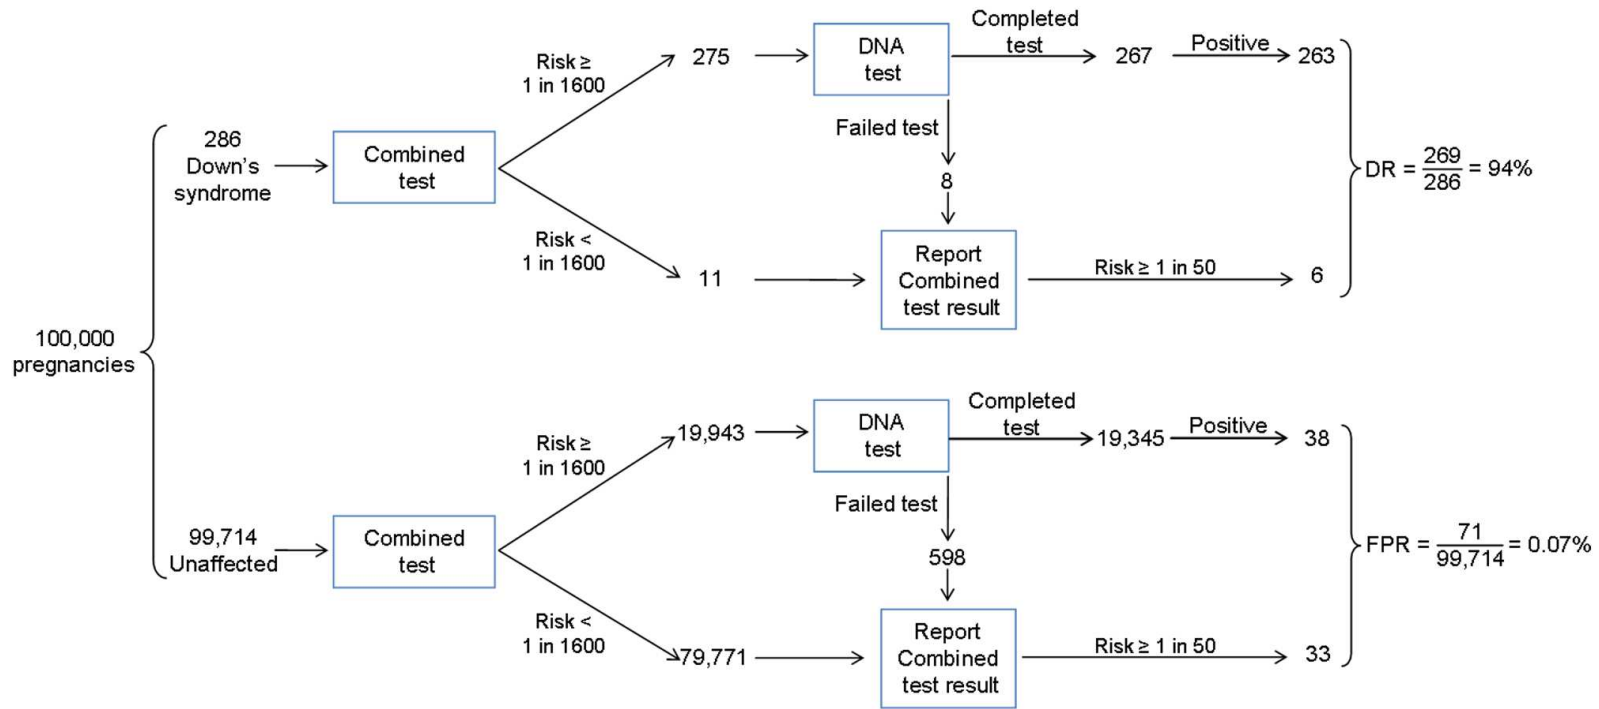 100,000
pregnancies
286
Down's
syndrome
Combined
test
Risk ≥
1 in 1600
275
DNA
test
Completed
test
267
Positive
263
Failed test
8
Risk <
1 in 1600
11
Report
Combined
test result
Risk ≥ 1 in 50
6
DR = 269/286 = 94%
99,714
Unaffected
Combined
test
Risk ≥
1 in 1600
19,943
DNA
test
Completed
test
19,345
Positive
38
Failed test
598
Risk <
1 in 1600
79,771
Report
Combined
test result
Risk ≥ 1 in 50
33
FPR = 71/99,714 = 0.07%